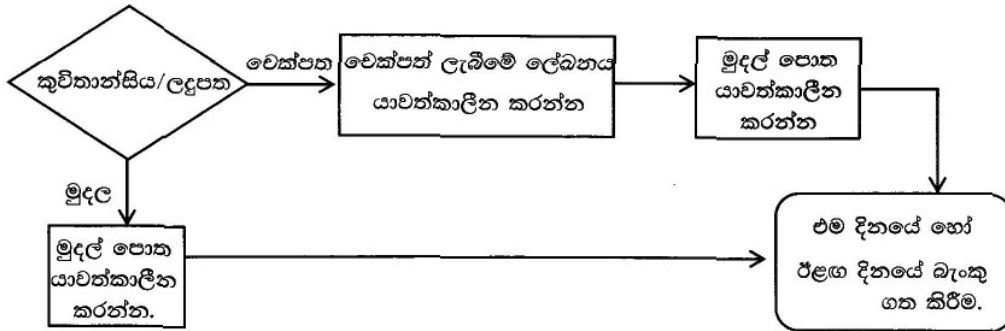 කුවිතාන්සිය/ලදුපත
චෙක්පත
චෙක්පත් ලැබීමේ ලේඛනය
යාවත්කාලීන කරන්න
මුදල් පොත
යාවත්කාලීන
කරන්න
මුදල
මුදල් පොත
යාවත්කාලීන
කරන්න.
එම දිනයේ හෝ
ඊළඟ දිනයේ බැංකු
ගත කිරීම.